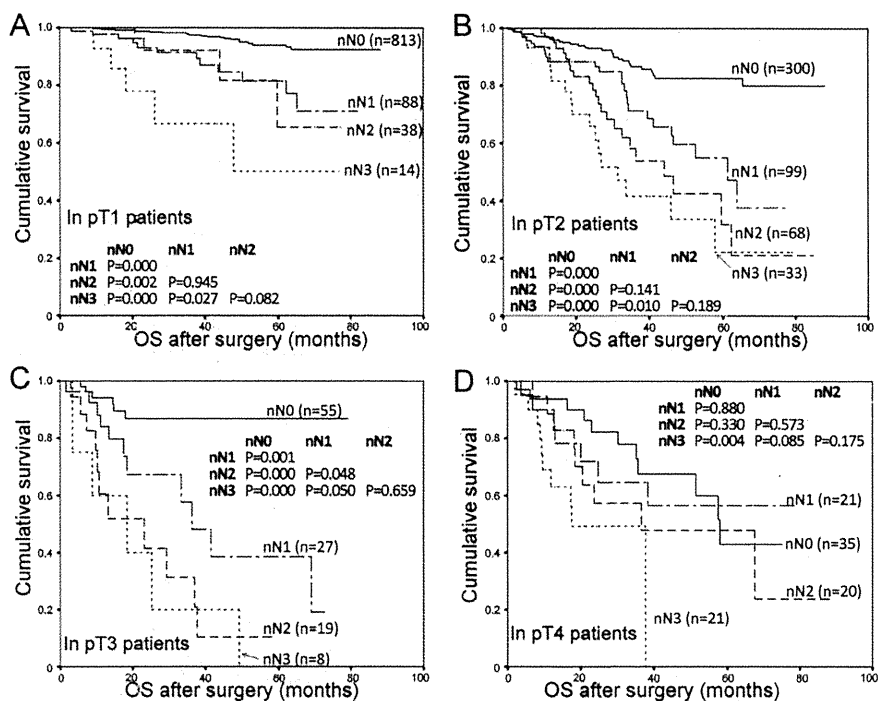 A
Cumulative survival
1.0
0.8
0.6
0.4
0.2
0.0
nN0 (n=813)
nN1 (n=88)
nN2 (n=38)
nN3 (n=14)
In pT1 patients
nN0 nN1 nN2
nN1 P=0.000
nN2 P=0.002 P=0.945
nN3 P=0.000 P=0.027 P=0.082
0 20 40 60 80 100
OS after surgery (months)
B
Cumulative survival
1.0
0.8
0.6
0.4
0.2
0.0
nN0 (n=300)
nN1 (n=99)
nN2 (n=68)
nN3 (n=33)
In pT2 patients
nN0 nN1 nN2
nN1 P=0.000
nN2 P=0.000 P=0.141
nN3 P=0.000 P=0.010 P=0.189
0 20 40 60 80 100
OS after surgery (months)
C
Cumulative survival
1.0
0.8
0.6
0.4
0.2
0.0
nN0 (n=55)
nN0 nN1 nN2
nN1 P=0.001
nN2 P=0.000 P=0.048
nN3 P=0.000 P=0.050 P=0.659
nN1 (n=27)
nN2 (n=19)
nN3 (n=8)
In pT3 patients
0 20 40 60 80 100
OS after surgery (months)
D
Cumulative survival
1.0
0.8
0.6
0.4
0.2
0.0
nN0 nN1 nN2
nN1 P=0.880
nN2 P=0.330 P=0.573
nN3 P=0.004 P=0.085 P=0.175
nN1 (n=21)
nN0 (n=35)
nN2 (n=20)
nN3 (n=21)
In pT4 patients
0 20 40 60 80 100
OS after surgery (months)